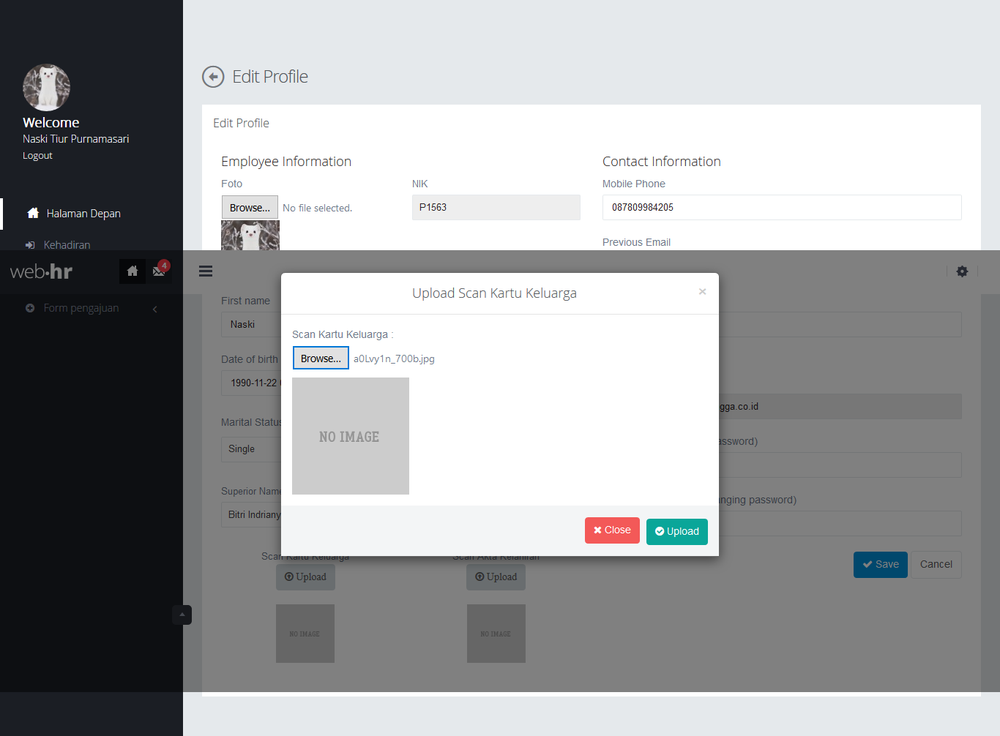 Edit Profile
Welcome
Naski Tiur Purnamasari
Logout
Edit Profile
Employee Information
Contact Information
Foto
NIK
Mobile Phone
Browse...
No file selected.
P1563
087809984205
Halaman Depan
Kehadiran
Previous Email
web•hr
4
Form pengajuan
First name
Naski
Date of birth
1990-11-22
Marital Status
Single
Superior Name
Bitri Indriany
Upload Scan Kartu Keluarga
×
Scan Kartu Keluarga :
Browse...
a0Lvy1n_700b.jpg
NO IMAGE
Close
Upload
gga.co.id
assword)
nging password)
Scan Kartu Keluarga
Scan Akta Kelahiran
Upload
Upload
Save
Cancel
NO IMAGE
NO IMAGE